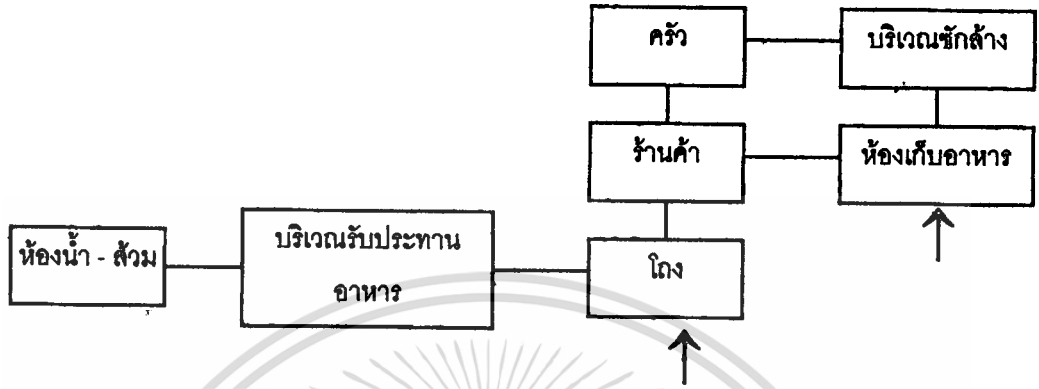 ครัว
บริเวณซักล้าง
ร้านค้า
ห้องเก็บอาหาร
ห้องน้ำ - ส้วม
บริเวณรับประทาน
อาหาร
โถง